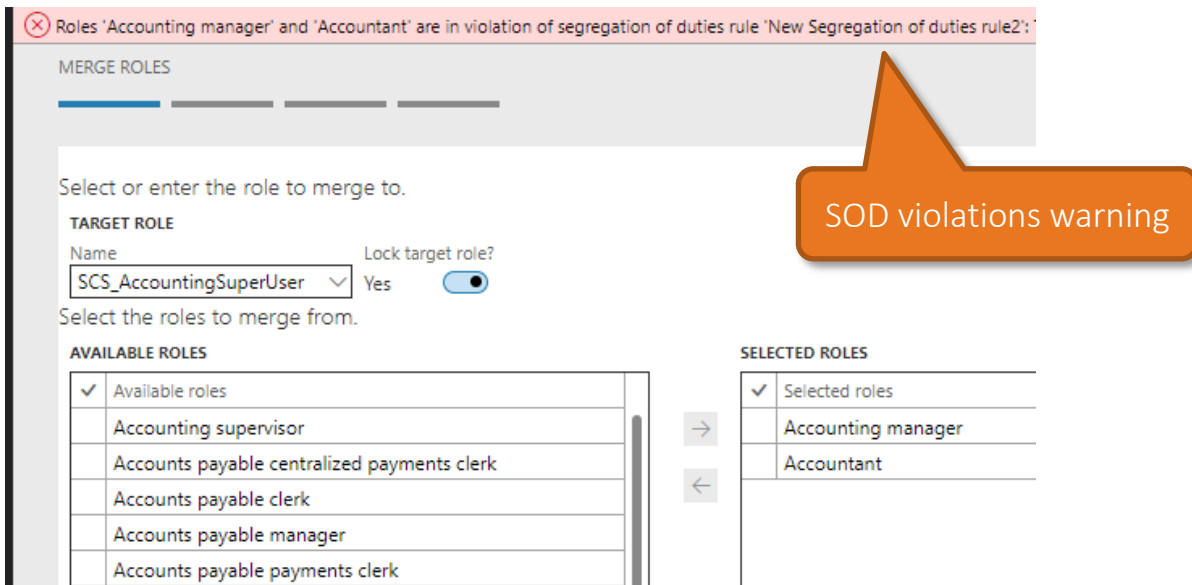 Roles 'Accounting manager' and 'Accountant' are in violation of segregation of duties rule 'New Segregation of duties rule2':
MERGE ROLES
SOD violations warning
Select or enter the role to merge to.
TARGET ROLE
Name Lock target role?
SCS_AccountingSuperUser Yes
Select the roles to merge from.
AVAILABLE ROLES
Available roles
Accounting supervisor
Accounts payable centralized payments clerk
Accounts payable clerk
Accounts payable manager
Accounts payable payments clerk
SELECTED ROLES
Selected roles
Accounting manager
Accountant